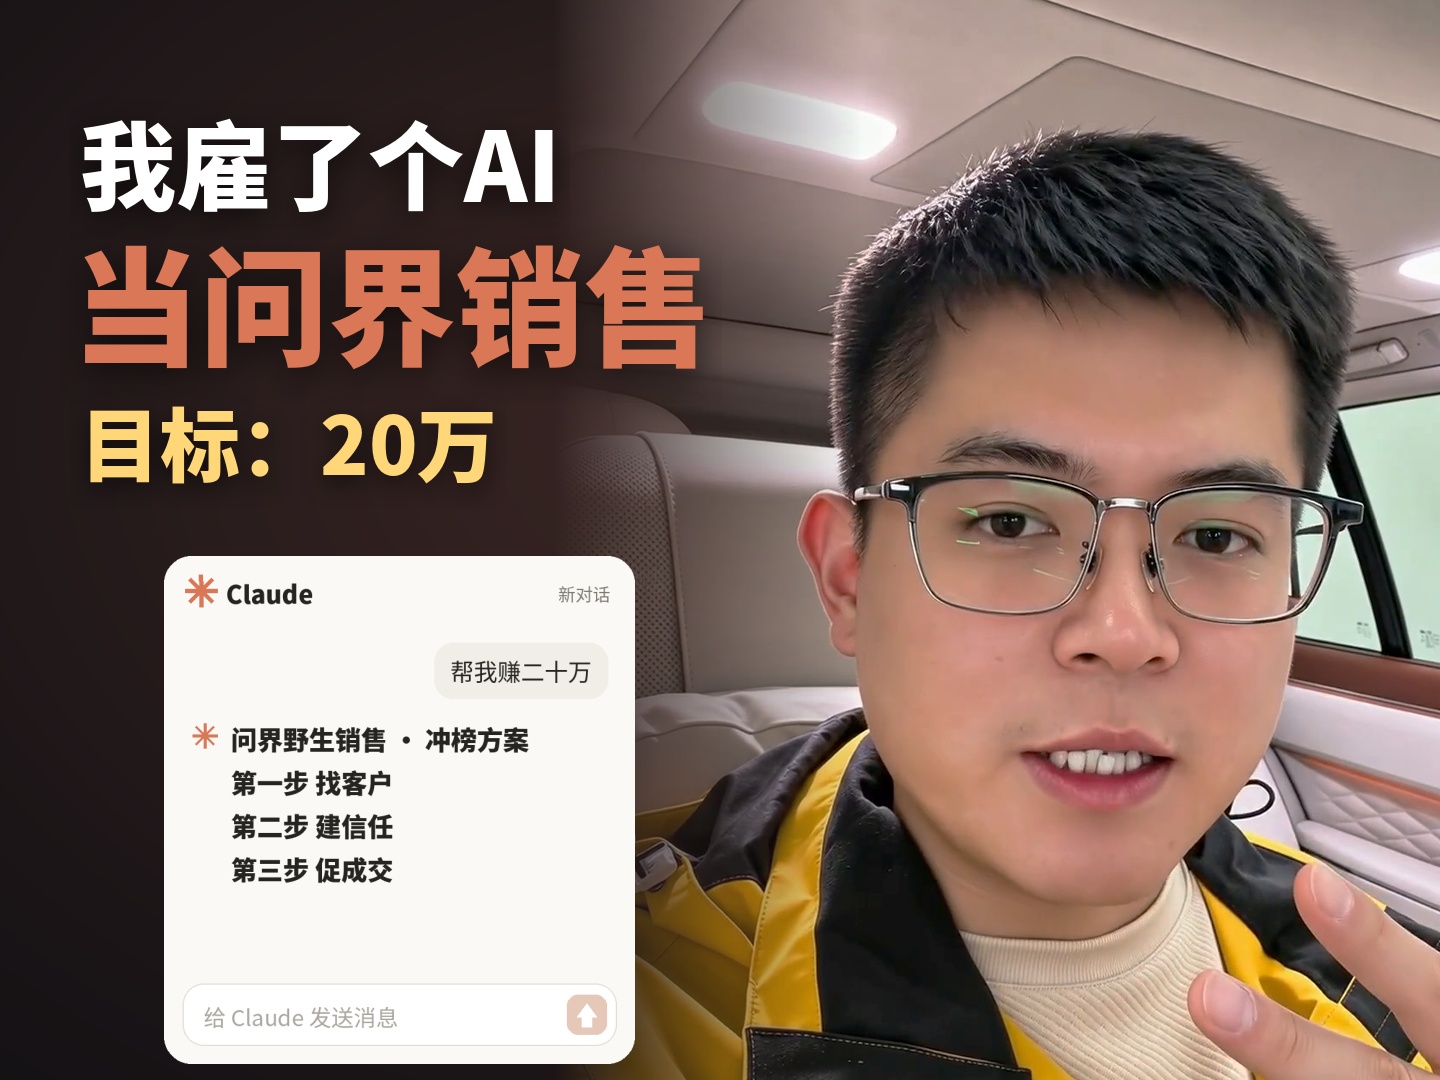 我雇了个AI
当问界销售
目标：20万
Claude
新对话
帮我赚二十万
问界野生销售 · 冲榜方案
第一步 找客户
第二步 建信任
第三步 促成交
给 Claude 发送消息